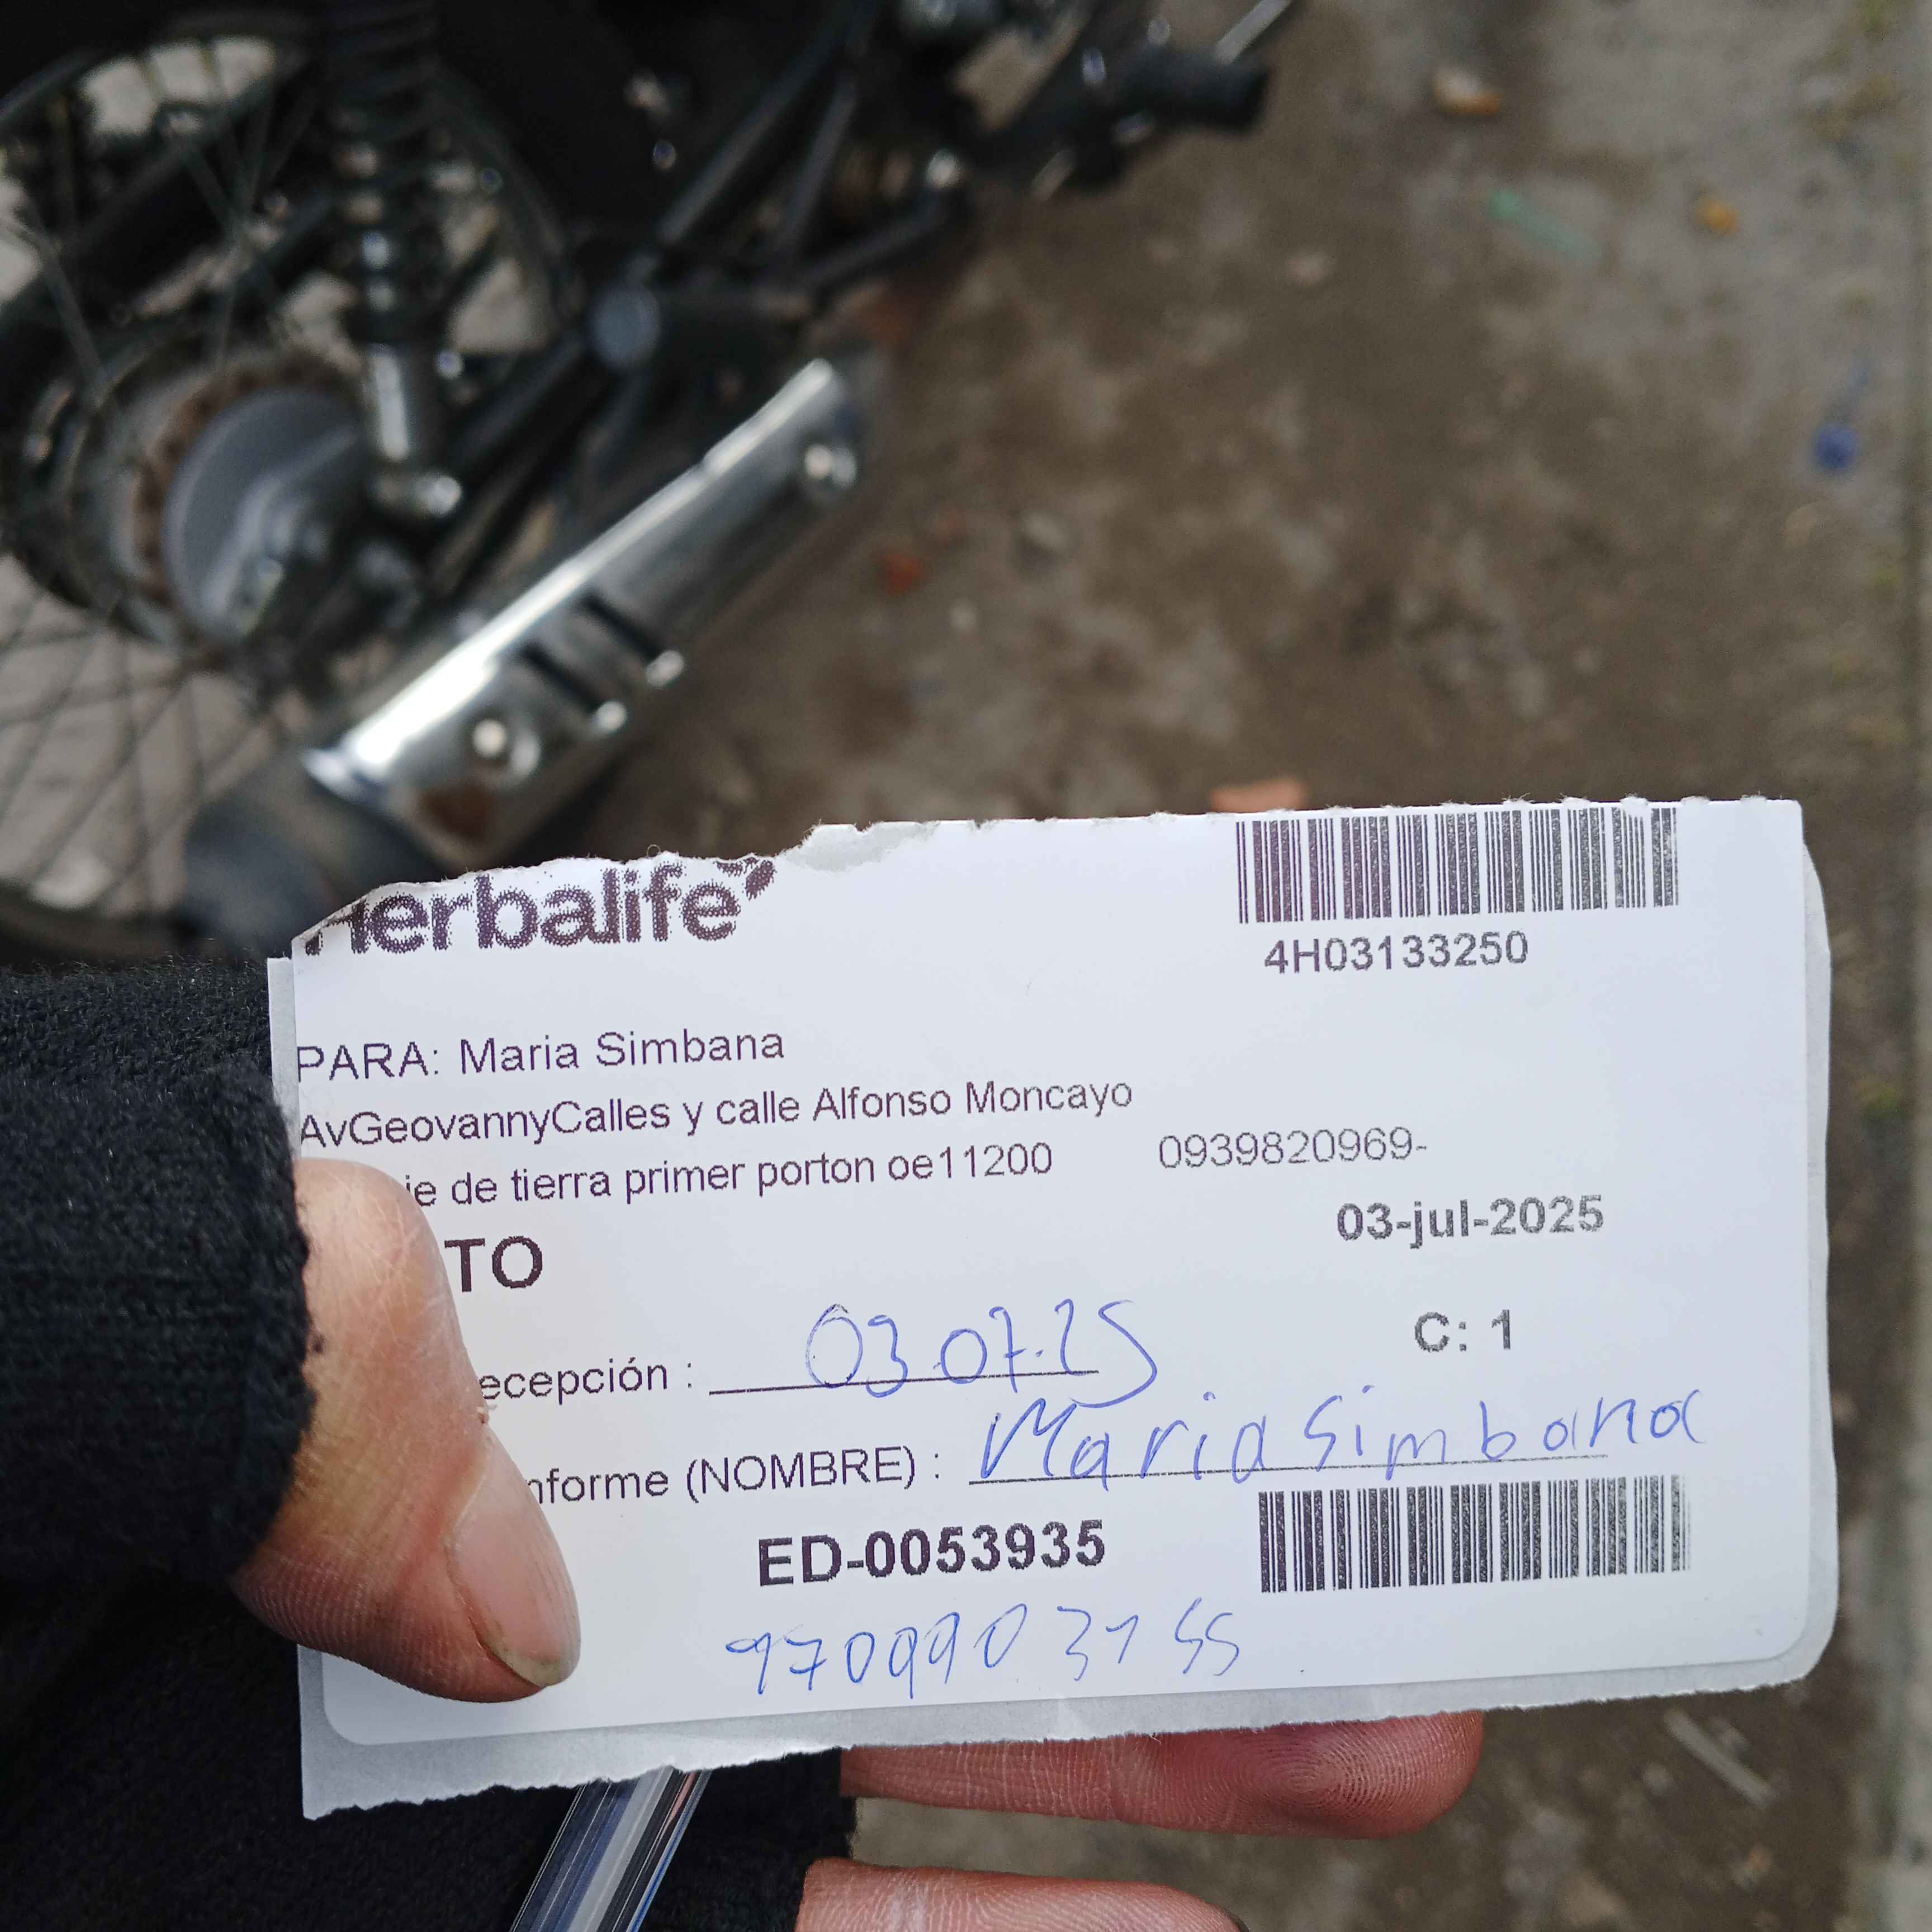 Herbalife
4H03133250
PARA: Maria Simbana
AvGeovannyCalles y calle Alfonso Moncayo
je de tierra primer porton oe11200 0939820969-
03-jul-2025
TO
C: 1
ecepción : 03.07.25
nforme (NOMBRE) : Maria Simbana
ED-0053935